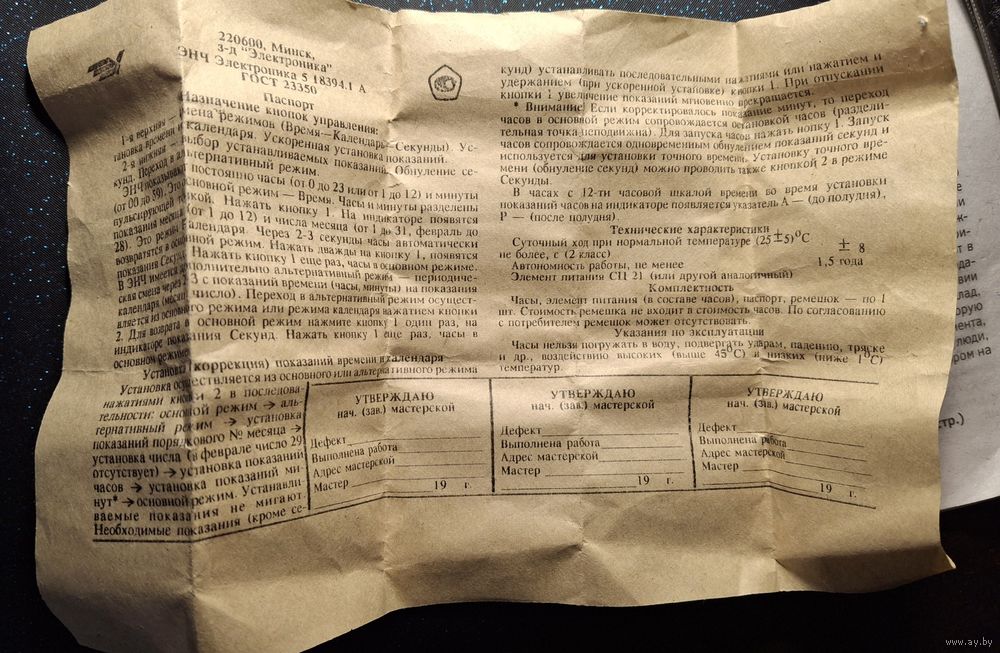 220600, Минск,
з-д "Электроника"
ЭНЧ Электроника 5 18394.1 А
ГОСТ 23350
Паспорт
Назначение кнопок управления:
1-я верхняя — смена режимов (Время—Календарь—Секунды). Ус-
тановка времени и календаря. Ускоренная установка показаний.
2-я нижняя — выбор устанавливаемых показаний. Обнуление се-
кунд. Переход в альтернативный режим.
ЭНЧ показывают постоянно часы (от 0 до 23 или от 1 до 12) и минуты
(от 00 до 59). Это основной режим — Время. Часы и минуты разделены
пульсирующей точкой. Нажать кнопку 1. На индикаторе появятся
показания месяца (от 1 до 12) и числа месяца (от 1 до 31, февраль до
28). Это режим Календаря. Через 2-3 секунды часы автоматически
возвратятся в основной режим. Нажать дважды на кнопку 1, появятся
показания Секунд. Нажать кнопку 1 еще раз, часы в основном режиме.
В ЭНЧ имеется дополнительно альтернативный режим — периодиче-
ская смена через 2-3 с показаний времени (часы, минуты) на показания
календаря (месяц, число). Переход в альтернативный режим осущест-
вляется из основного режима или режима календаря нажатием кнопки
2. Для возврата в основной режим нажмите кнопку 1 один раз, на
индикаторе показания Секунд. Нажать кнопку 1 еще раз, часы в
основном режиме.
Установка (коррекция) показаний времени и календаря
Установка осуществляется из основного или альтернативного режима
нажатиями кнопки 2 в последова-
тельности: основной режим → аль-
тернативный режим → установка
показаний порядкового № месяца →
установка числа (в феврале число 29
отсутствует) → установка показаний
часов → установка показаний ми
нут* → основной режим. Устанавли-
ваемые показания не мигают.
Необходимые показания (кроме се-
кунд) устанавливать последовательными нажатиями или нажатием и
удержанием (при ускоренной установке) кнопки 1. При отпускании
кнопки 1 увеличение показаний мгновенно прекращается.
* Внимание! Если корректировалось показание минут, то переход
часов в основной режим сопровождается остановкой часов (раздели-
тельная точка неподвижна). Для запуска часов нажать нопку 1. Запуск
часов сопровождается одновременным обнулением показаний секунд и
используется для установки точного времени. Установку точного вре-
мени (обнуление секунд) можно проводить также кнопкой 2 в режиме
Секунды.
В часах с 12-ти часовой шкалой времени во время установки
показаний часов на индикаторе появляется указатель А — (до полудня),
Р — (после полудня).
Технические характеристики
Суточный ход при нормальной температуре (25±5)°С
не более, с (2 класс) ± 8
Автономность работы, не менее 1,5 года
Элемент питания СЦ 21 (или другой аналогичный)
Комплектность
Часы, элемент питания (в составе часов), паспорт, ремешок — по 1
шт. Стоимость ремешка не входит в стоимость часов. По согласованию
с потребителем ремешок может отсутствовать.
Указания по эксплуатации
Часы нельзя погружать в воду, подвергать ударам, падению, тряске
и др., воздействию высоких (выше 45°С) и низких (ниже 1°С)
температур.
УТВЕРЖДАЮ
нач. (зав.) мастерской
Дефект
Выполнена работа
Адрес мастерской
Мастер
19 г.
УТВЕРЖДАЮ
нач. (зав.) мастерской
Дефект
Выполнена работа
Адрес мастерской
Мастер
19 г.
УТВЕРЖДАЮ
нач. (зав.) мастерской
Дефект
Выполнена работа
Адрес мастерской
Мастер
19 г.
стр.)
www.ay.by